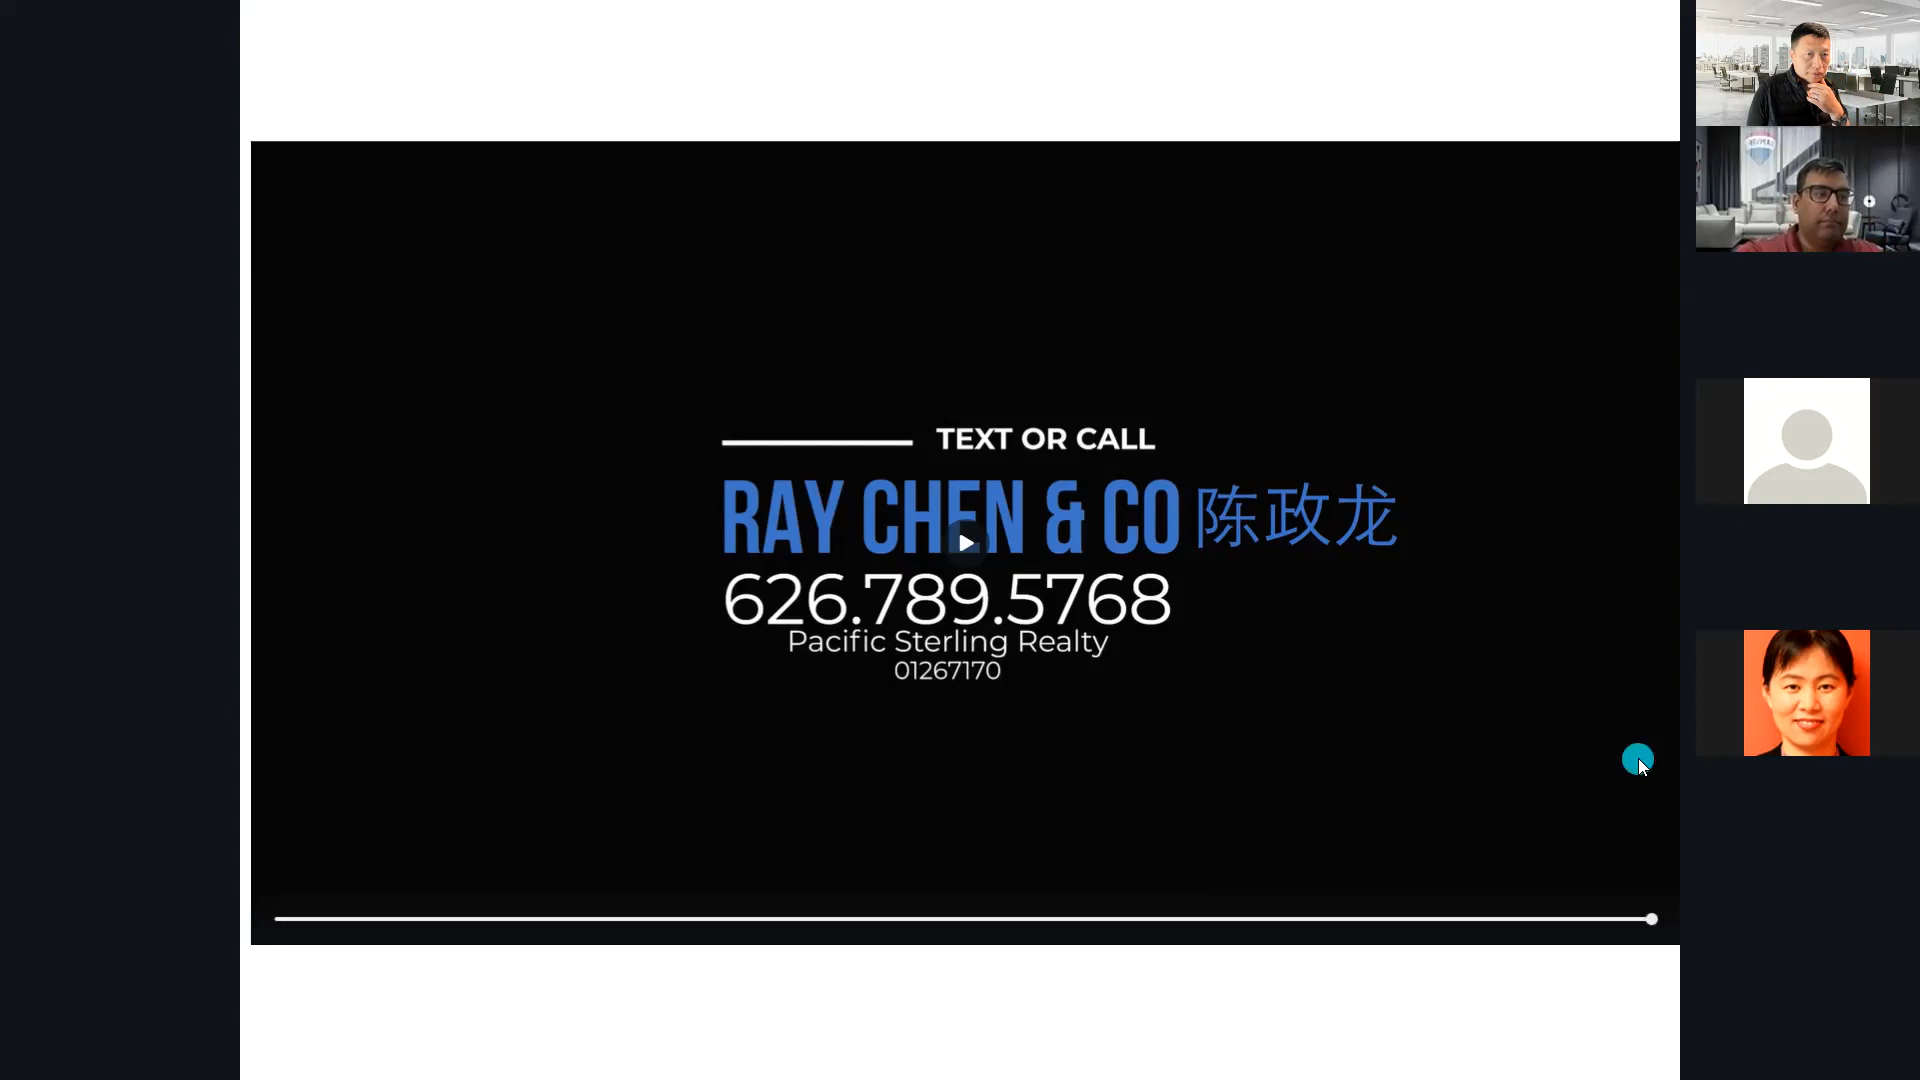 TEXT OR CALL
RAY CHEN & CO 陈政龙
626.789.5768
Pacific Sterling Realty
01267170